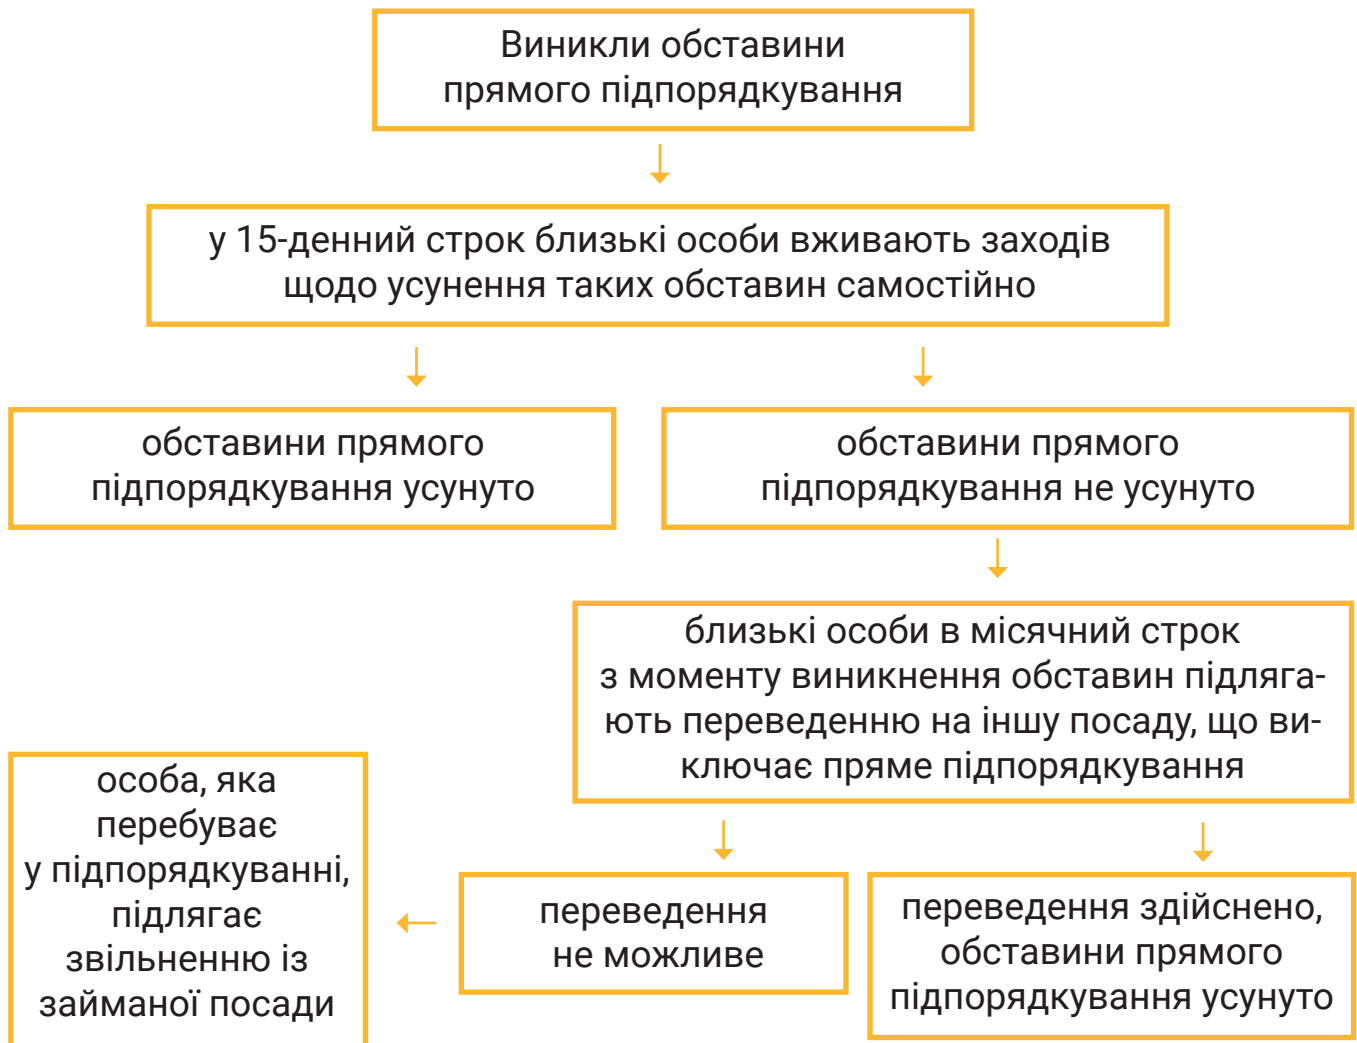 Виникли обставини
прямого підпорядкування
у 15-денний строк близькі особи вживають заходів
щодо усунення таких обставин самостійно
обставини прямого
підпорядкування усунуто
обставини прямого
підпорядкування не усунуто
близькі особи в місячний строк
з моменту виникнення обставин підляга-
ють переведенню на іншу посаду, що ви-
ключає пряме підпорядкування
особа, яка
перебуває
у підпорядкуванні,
підлягає
звільненню із
займаної посади
переведення
не можливе
переведення здійснено,
обставини прямого
підпорядкування усунуто